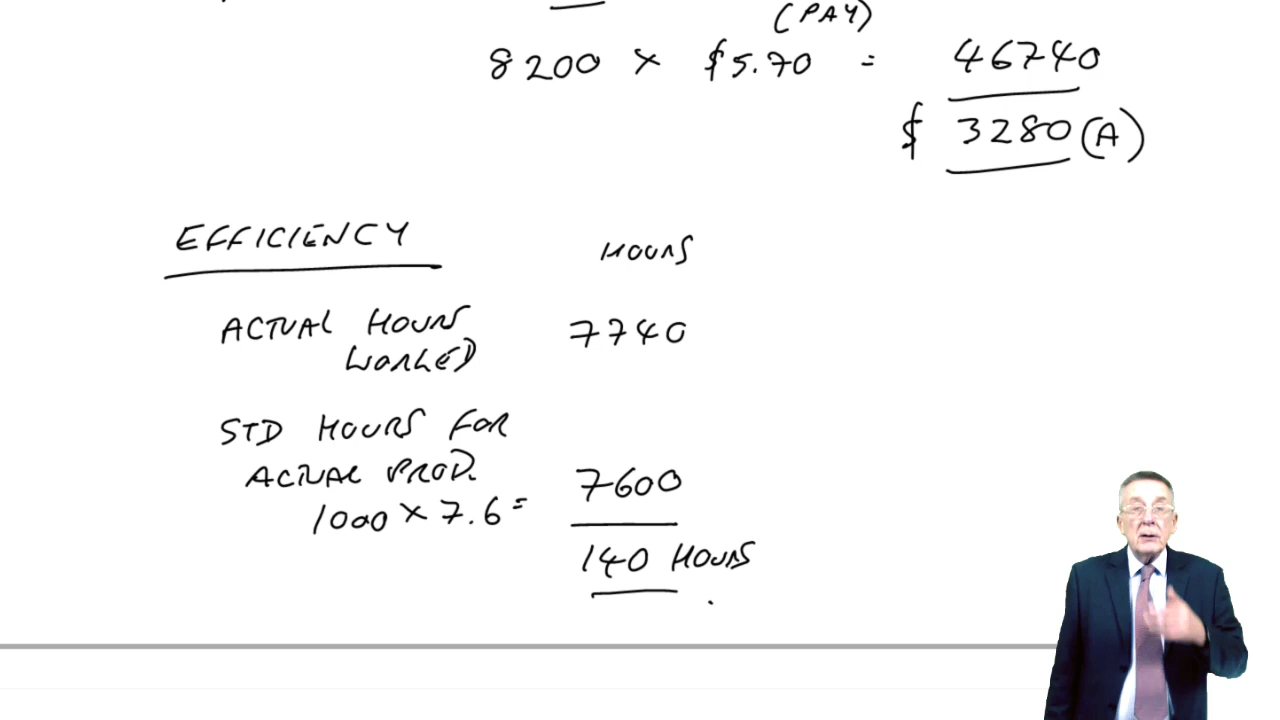 (PAY)
8200 × $5.70 = 46740
$ 3280 (A)
EFFICIENCY HOURS
ACTUAL HOURS
WORKED 7740
STD HOURS FOR
ACTUAL PROD. 7600
1000 × 7.6 =
140 HOURS